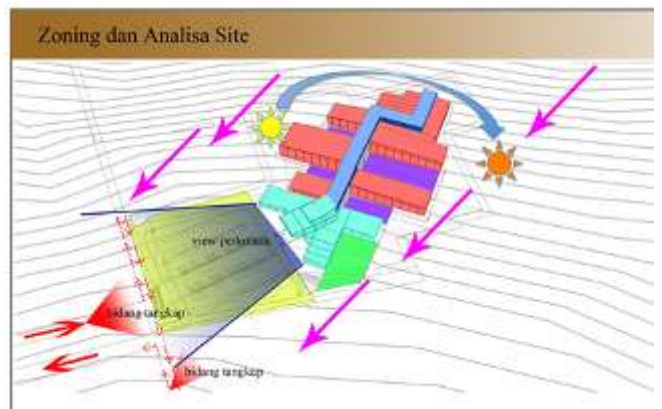 Zoning dan Analisa Site
view perkotaan
bidang tangkap
bidang tangkap